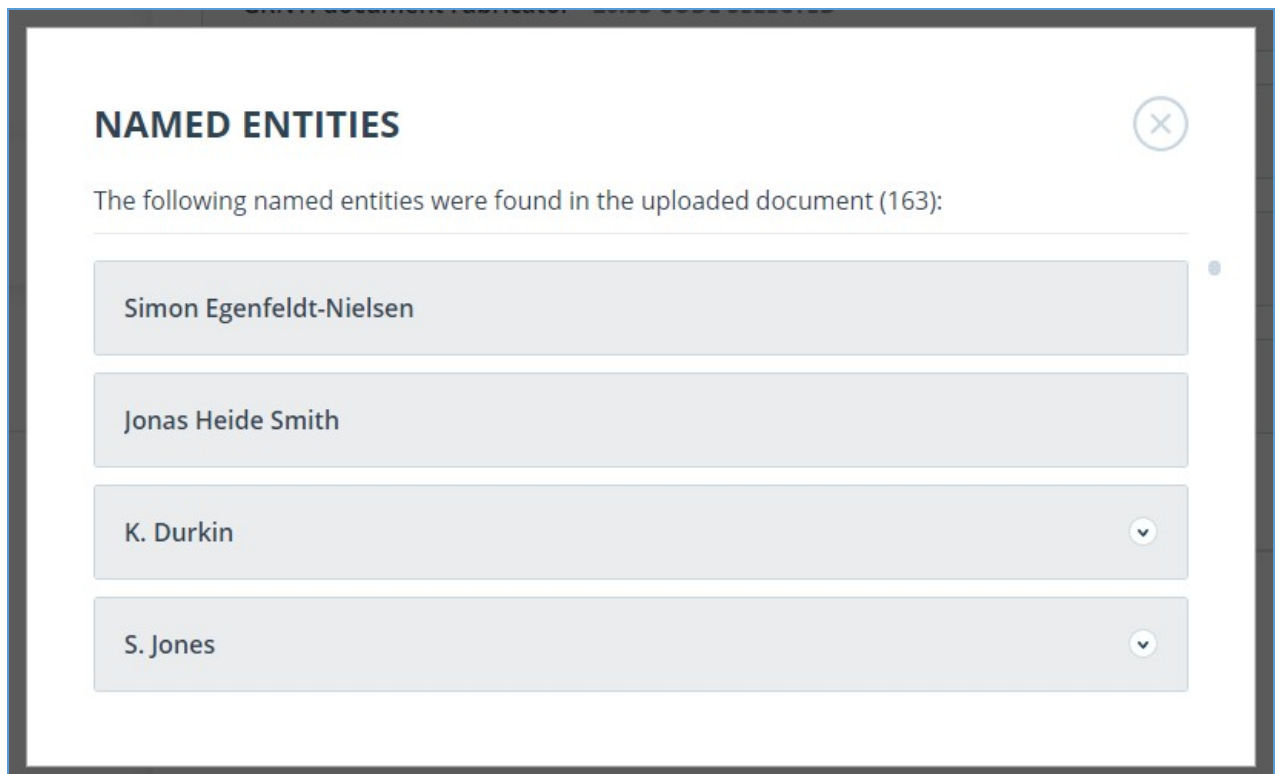 NAMED ENTITIES
The following named entities were found in the uploaded document (163):
Simon Egenfeldt-Nielsen
Jonas Heide Smith
K. Durkin
S. Jones